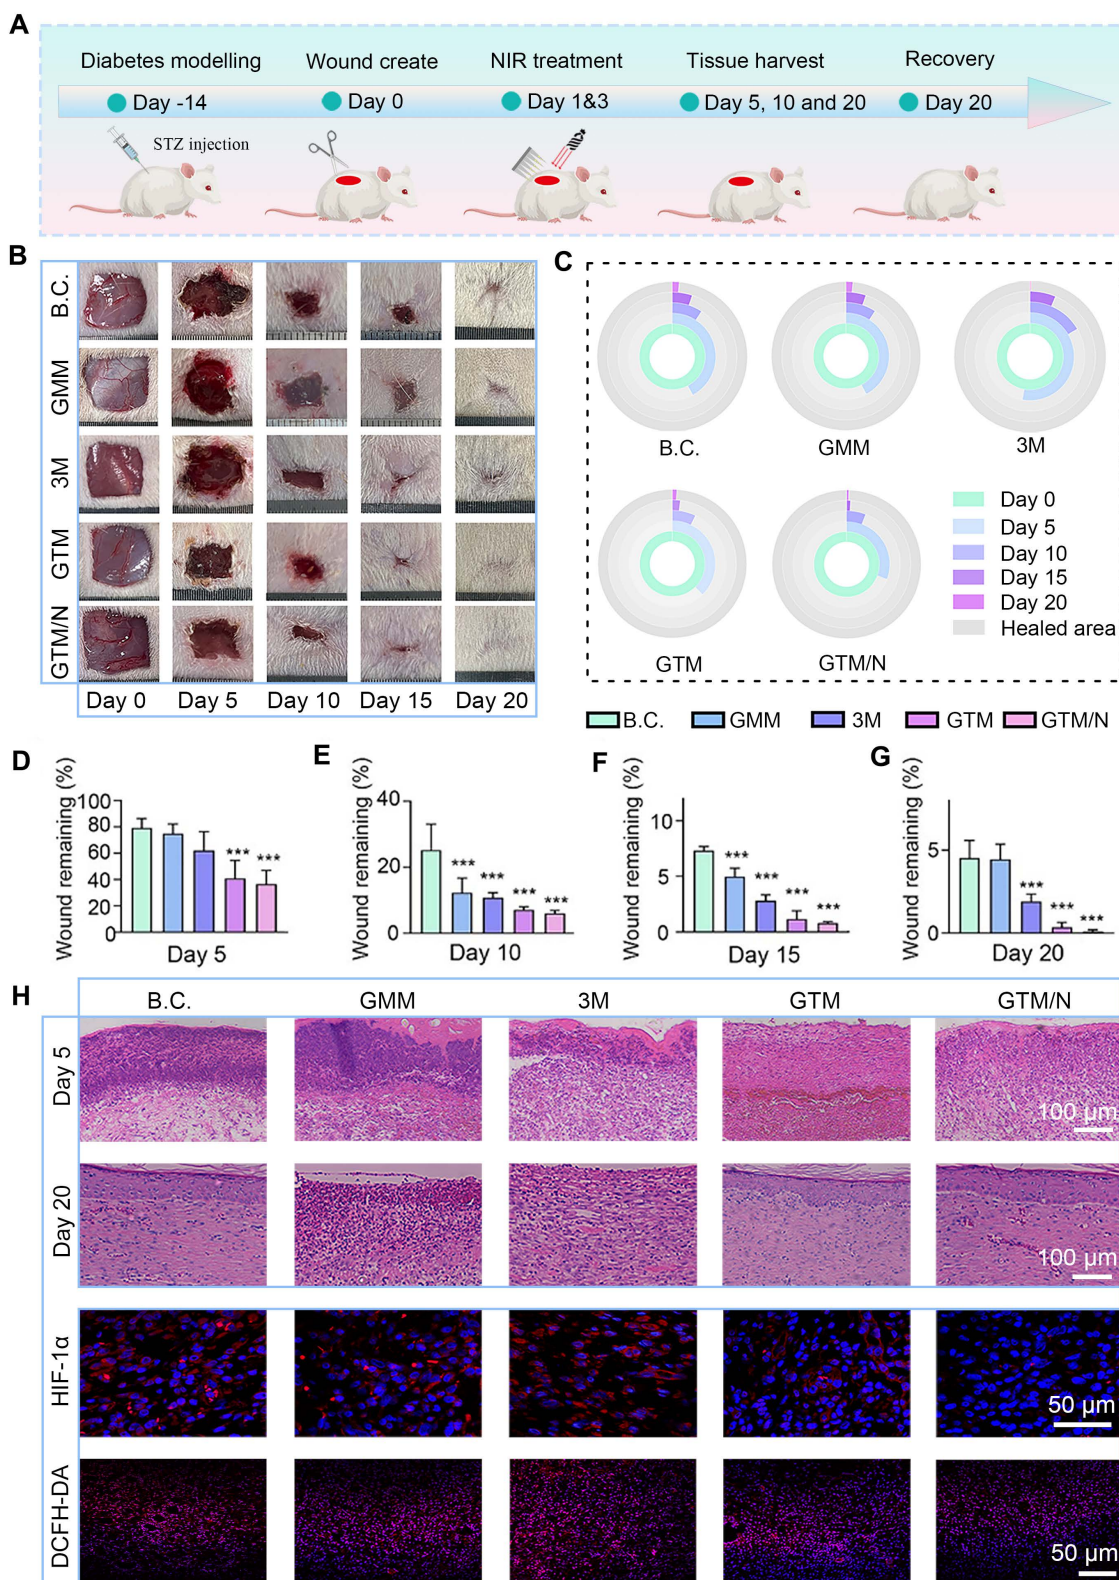 A
Diabetes modelling
Wound create
NIR treatment
Tissue harvest
Recovery
Day -14
Day 0
Day 1&3
Day 5, 10 and 20
Day 20
STZ injection
B
B.C.
GMM
3M
GTM
GTM/N
Day 0
Day 5
Day 10
Day 15
Day 20
C
B.C.
GMM
3M
GTM
GTM/N
Day 0
Day 5
Day 10
Day 15
Day 20
Healed area
B.C.
GMM
3M
GTM
GTM/N
D
Wound remaining (%)
100
80
60
40
20
0
***
***
Day 5
E
Wound remaining (%)
40
20
0
***
***
***
***
Day 10
F
Wound remaining (%)
10
5
0
***
***
***
***
Day 15
G
Wound remaining (%)
5
0
***
***
***
Day 20
H
B.C.
GMM
3M
GTM
GTM/N
Day 5
100 μm
Day 20
100 μm
HIF-1α
50 μm
DCFH-DA
50 μm